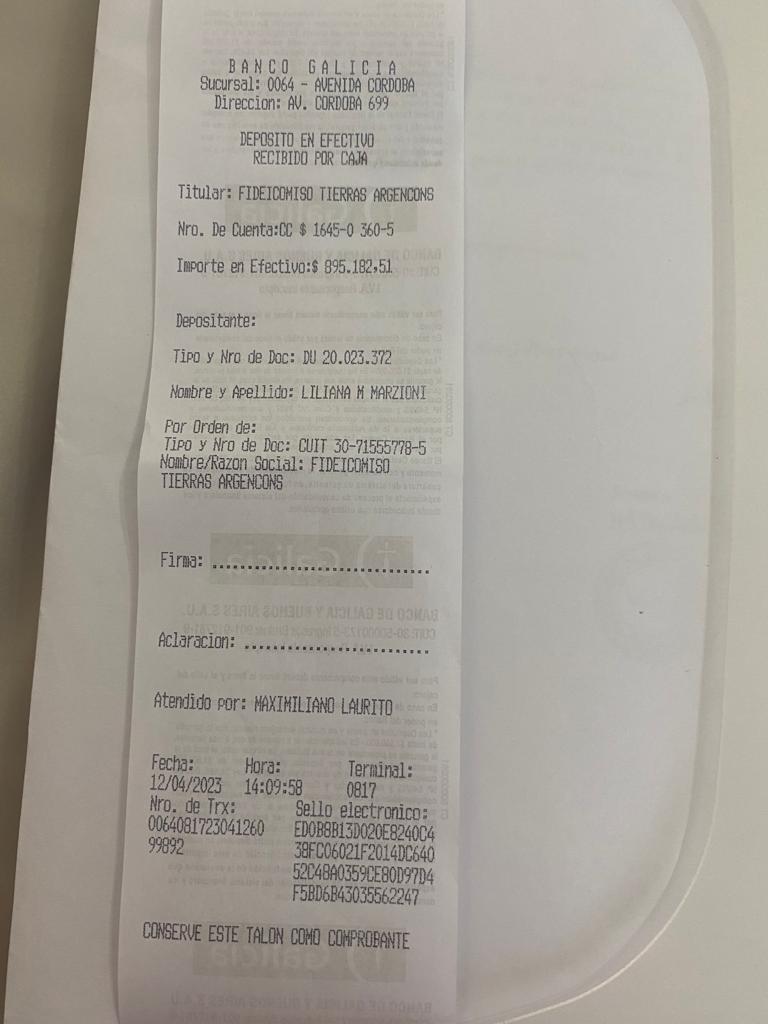 BANCO GALICIA
Sucursal: 0064 - AVENIDA CORDOBA
Direccion: AV. CORDOBA 699
DEPOSITO EN EFECTIVO
RECIBIDO POR CAJA
Titular: FIDEICOMISO TIERRAS ARGENCONS
Nro. De Cuenta:CC $ 1645-0 360-5
Importe en Efectivo:$ 895.182,51
Depositante:
Tipo y Nro de Doc: DU 20.023.372
Nombre y Apellido: LILIANA M MARZIONI
Por Orden de:
Tipo y Nro de Doc: CUIT 30-71555778-5
Nombre/Razon Social: FIDEICOMISO
TIERRAS ARGENCONS
Firma: ..............................
Aclaracion: ..........................
Atendido por: MAXIMILIANO LAURITO
Fecha: Hora: Terminal:
12/04/2023 14:09:58 0817
Nro. de Trx: Sello electronico:
0064081723041260 ED0B8B13D020E8240C4
99892 38FC06021F2014DC640
52C48A0359CE80D97D4
F5BD6B43035562247
CONSERVE ESTE TALON COMO COMPROBANTE